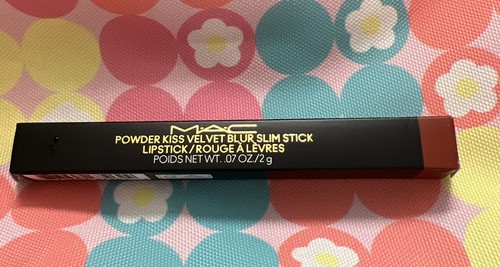 MAC
POWDER KISS VELVET BLUR SLIM STICK
LIPSTICK/ROUGE À LÈVRES
POIDS NET WT. .07 OZ/2 g